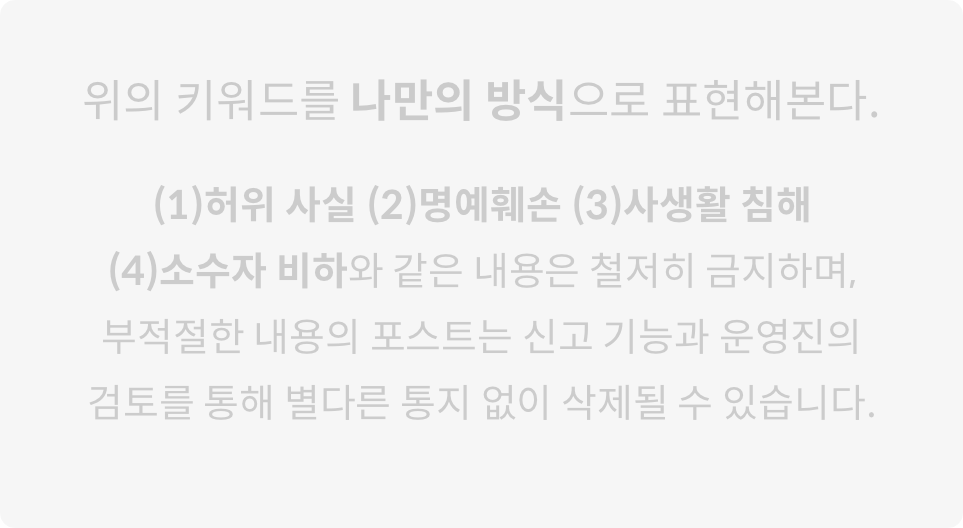 위의 키워드를 나만의 방식으로 표현해본다.
(1)허위 사실 (2)명예훼손 (3)사생활 침해
(4)소수자 비하와 같은 내용은 철저히 금지하며,
부적절한 내용의 포스트는 신고 기능과 운영진의
검토를 통해 별다른 통지 없이 삭제될 수 있습니다.